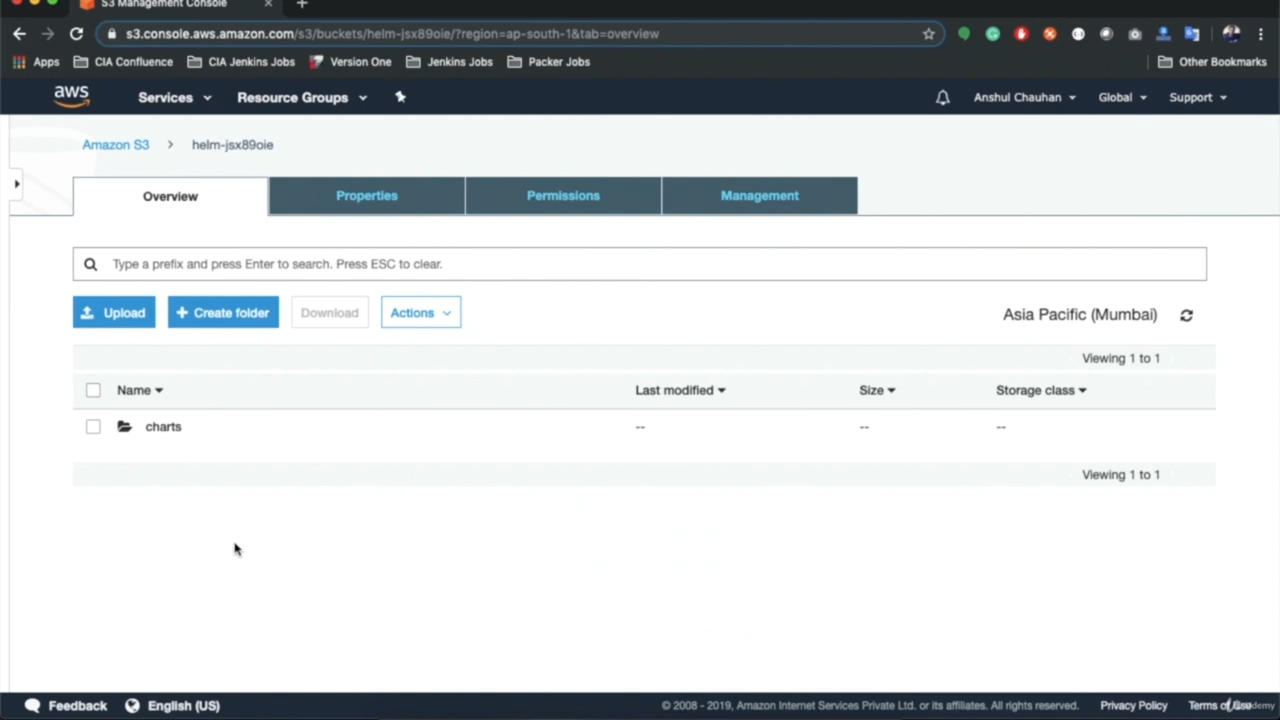 S3 Management Console
s3.console.aws.amazon.com/s3/buckets/helm-jsx89oie/?region=ap-south-1&tab=overview
Apps CIA Confluence CIA Jenkins Jobs Version One Jenkins Jobs Packer Jobs Other Bookmarks
aws Services Resource Groups Anshul Chauhan Global Support
Amazon S3 > helm-jsx89oie
Overview Properties Permissions Management
Type a prefix and press Enter to search. Press ESC to clear.
Upload + Create folder Download Actions Asia Pacific (Mumbai)
Viewing 1 to 1
Name Last modified Size Storage class
charts -- -- --
Viewing 1 to 1
Feedback English (US) © 2008 - 2019, Amazon Internet Services Private Ltd. or its affiliates. All rights reserved. Privacy Policy Terms of Use